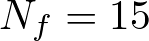 N_f = 15